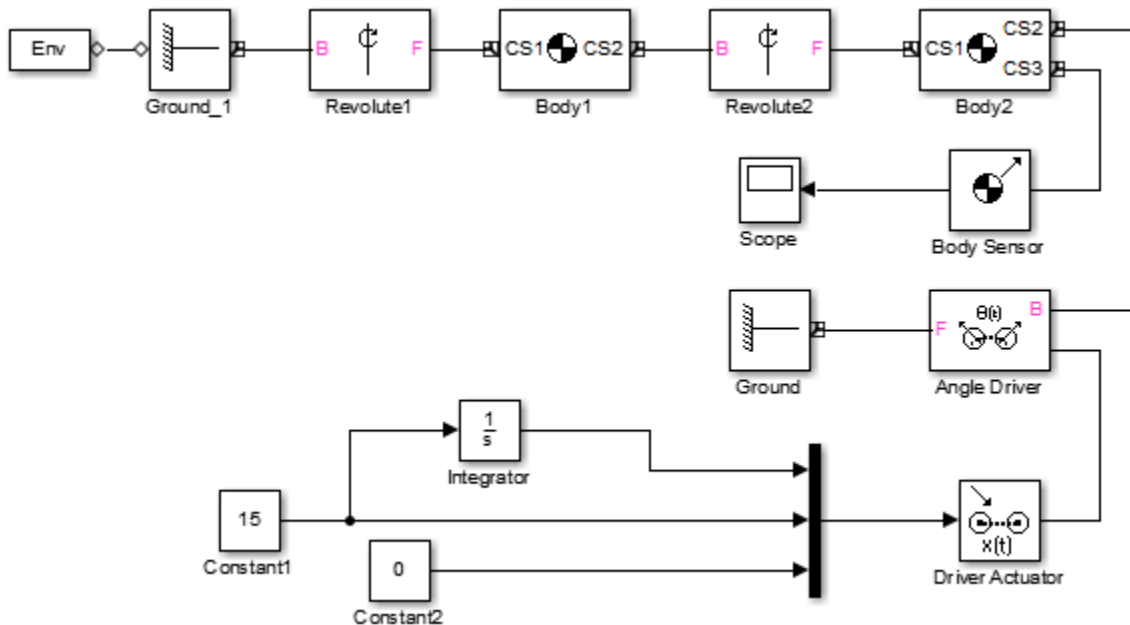 Env
Ground_1
B F
Revolute1
CS1 CS2
Body1
B F
Revolute2
CS1 CS2
CS3
Body2
Scope
Body Sensor
Ground
F θ(t) B
Angle Driver
1
s
Integrator
15
Constant1
0
Constant2
x(t)
Driver Actuator